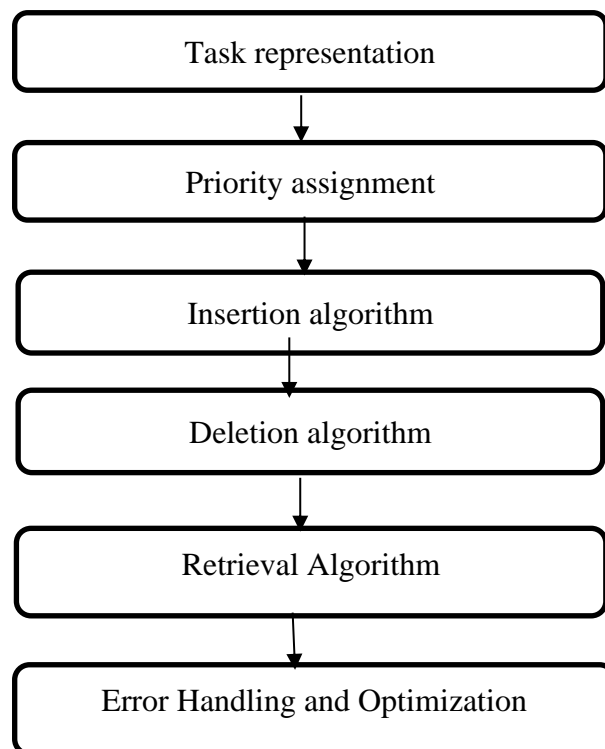 Task representation
Priority assignment
Insertion algorithm
Deletion algorithm
Retrieval Algorithm
Error Handling and Optimization